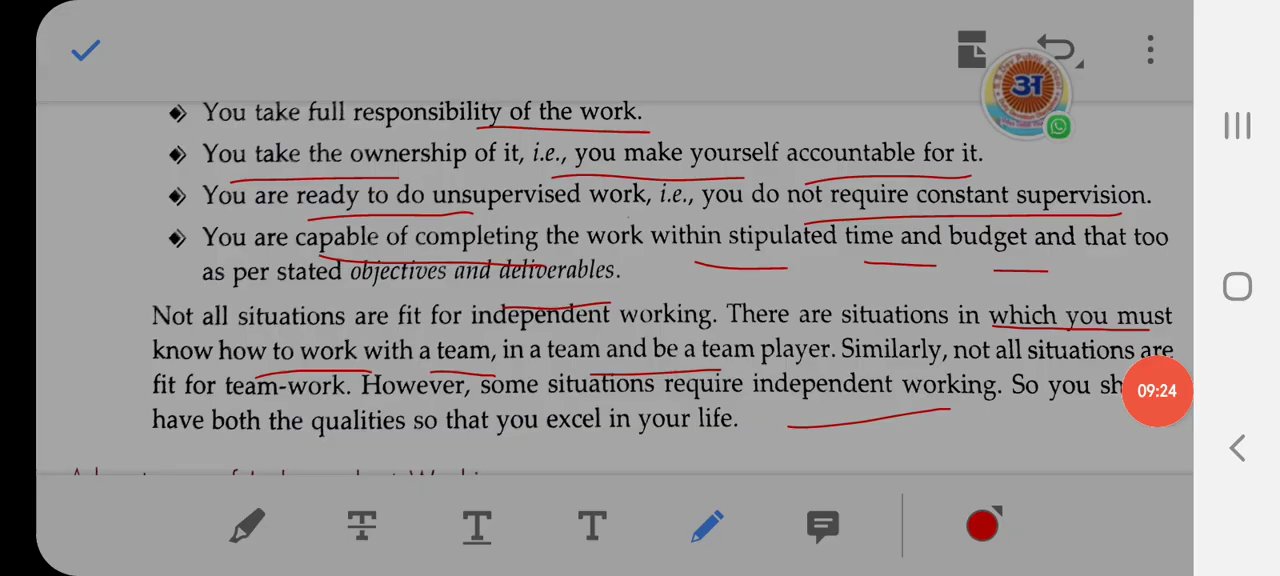 ◆ You take full responsibility of the work.
◆ You take the ownership of it, i.e., you make yourself accountable for it.
◆ You are ready to do unsupervised work, i.e., you do not require constant supervision.
◆ You are capable of completing the work within stipulated time and budget and that too
as per stated objectives and deliverables.
Not all situations are fit for independent working. There are situations in which you must
know how to work with a team, in a team and be a team player. Similarly, not all situations are
fit for team-work. However, some situations require independent working. So you
have both the qualities so that you excel in your life.
09:24